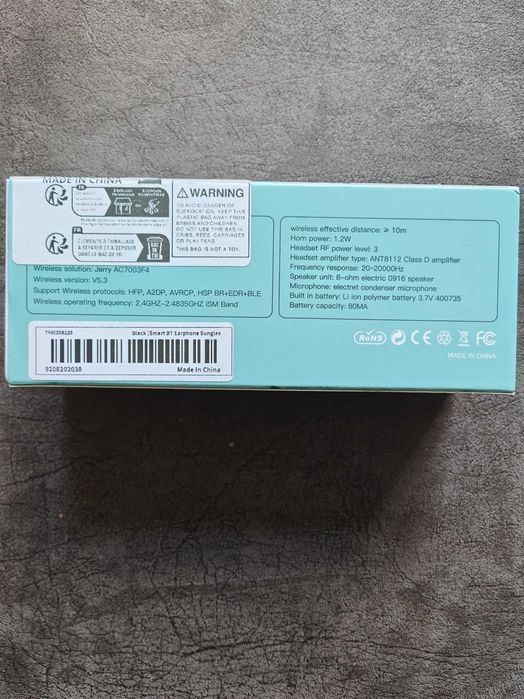 MADE IN CHINA
FR
WARNING
TO AVOID DANGER OF
SUFFOCATION, KEEP THIS
PLASTIC BAG AWAY FROM
BABIES AND CHILDREN.
DO NOT USE THIS BAG IN
CRIBS, BEDS, CARRIAGES
OR PLAY PENS.
THIS BAG IS NOT A TOY.
FR
ÉLÉMENTS D'EMBALLAGE
À SÉPARER ET À DÉPOSER
DANS LE BAC DE TRI
Wireless solution: Jerry AC7003F4
Wireless version: V5.3
Support Wireless protocols: HFP, A2DP, AVRCP, HSP BR+EDR+BLE
Wireless operating frequency: 2.4GHZ-2.4835GHZ ISM Band
wireless effective distance: ≥ 10m
Horn power: 1.2W
Headset RF power level: 3
Headset amplifier type: ANT8112 Class D amplifier
Frequency response: 20-20000Hz
Speaker unit: 8-ohm electric 0916 speaker
Microphone: electret condenser microphone
Built in battery: Li ion polymer battery 3.7V 400735
Battery capacity: 80MA
RoHS CE FC
MADE IN CHINA
Black (Smart BT Earphone Sunglas
9206202038 Made In China